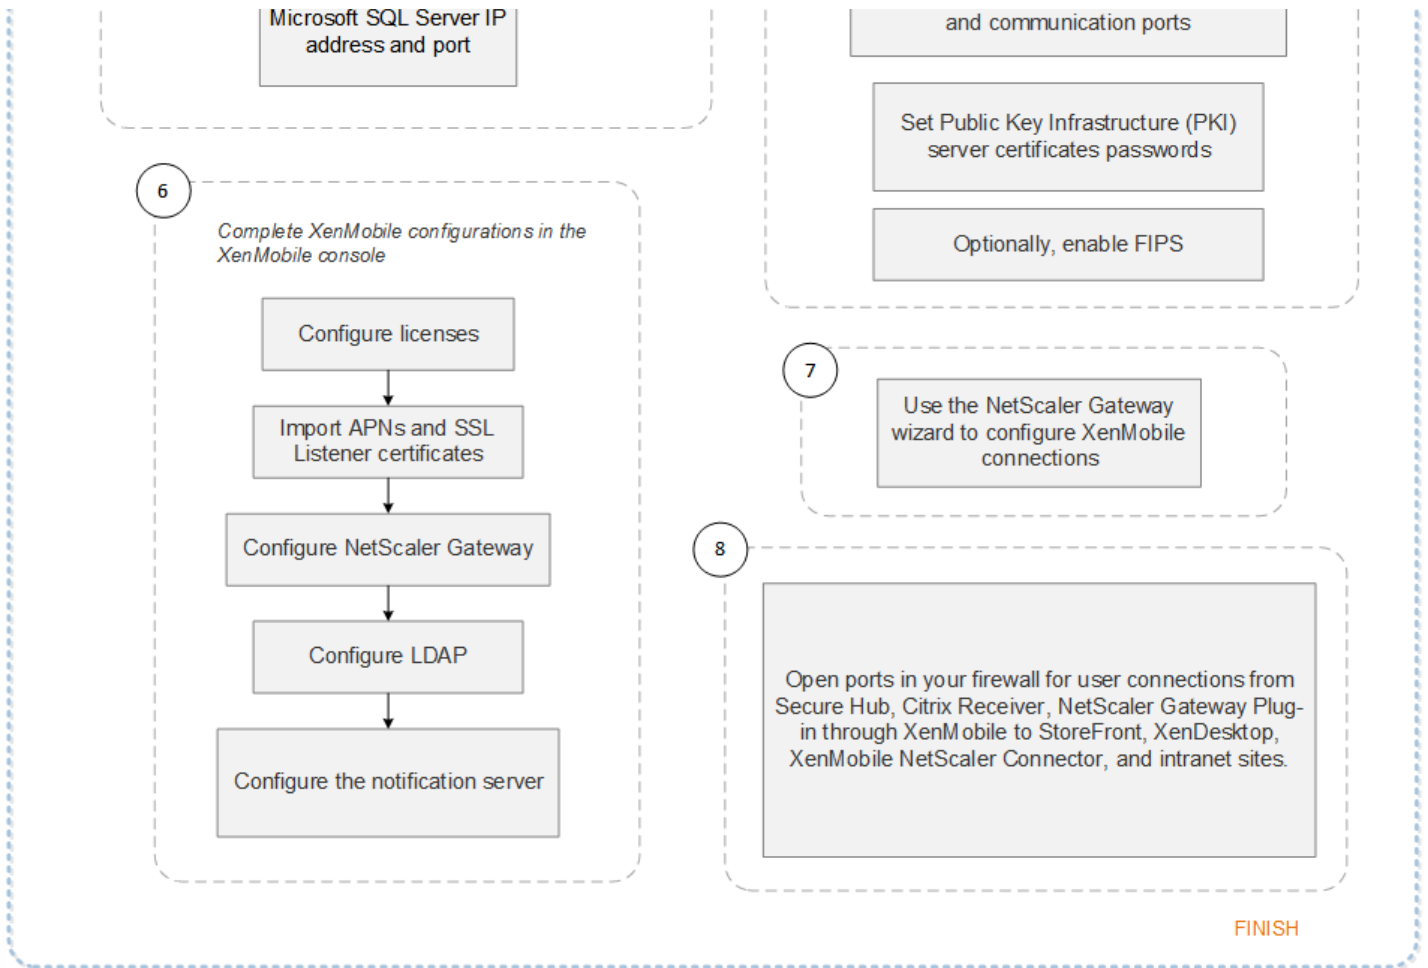 Microsoft SQL Server IP
address and port
and communication ports
Set Public Key Infrastructure (PKI)
server certificates passwords
Optionally, enable FIPS
6
Complete XenMobile configurations in the
XenMobile console
Configure licenses
Import APNs and SSL
Listener certificates
Configure NetScaler Gateway
Configure LDAP
Configure the notification server
7
Use the NetScaler Gateway
wizard to configure XenMobile
connections
8
Open ports in your firewall for user connections from
Secure Hub, Citrix Receiver, NetScaler Gateway Plug-
in through XenMobile to StoreFront, XenDesktop,
XenMobile NetScaler Connector, and intranet sites.
FINISH